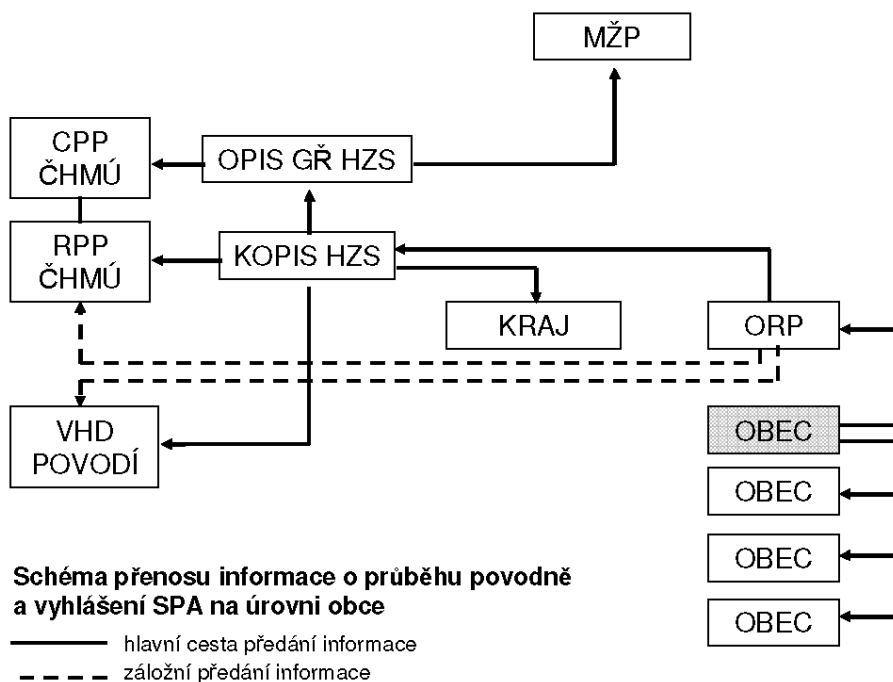 MŽP
CPP
ČHMÚ
OPIS GŘ HZS
RPP
ČHMÚ
KOPIS HZS
KRAJ
ORP
VHD
POVODÍ
OBEC
OBEC
OBEC
OBEC
Schéma přenosu informace o průběhu povodně
a vyhlášení SPA na úrovni obce
hlavní cesta předání informace
záložní předání informace